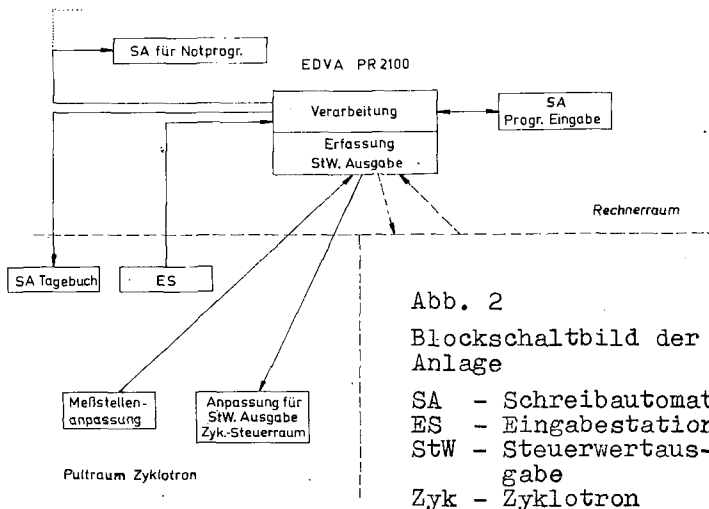 SA für Notprogr.
EDVA PR2100
Verarbeitung
SA
Progr. Eingabe
Erfassung
StW. Ausgabe
Rechnerraum
SA Tagebuch
ES
Meßstellen-
anpassung
Anpassung für
StW. Ausgabe
Zyk.-Steuerraum
Pultraum Zyklotron
Abb. 2
Blockschaltbild der
Anlage
SA - Schreibautomat
ES - Eingabestation
StW - Steuerwertaus-
gabe
Zyk - Zyklotron